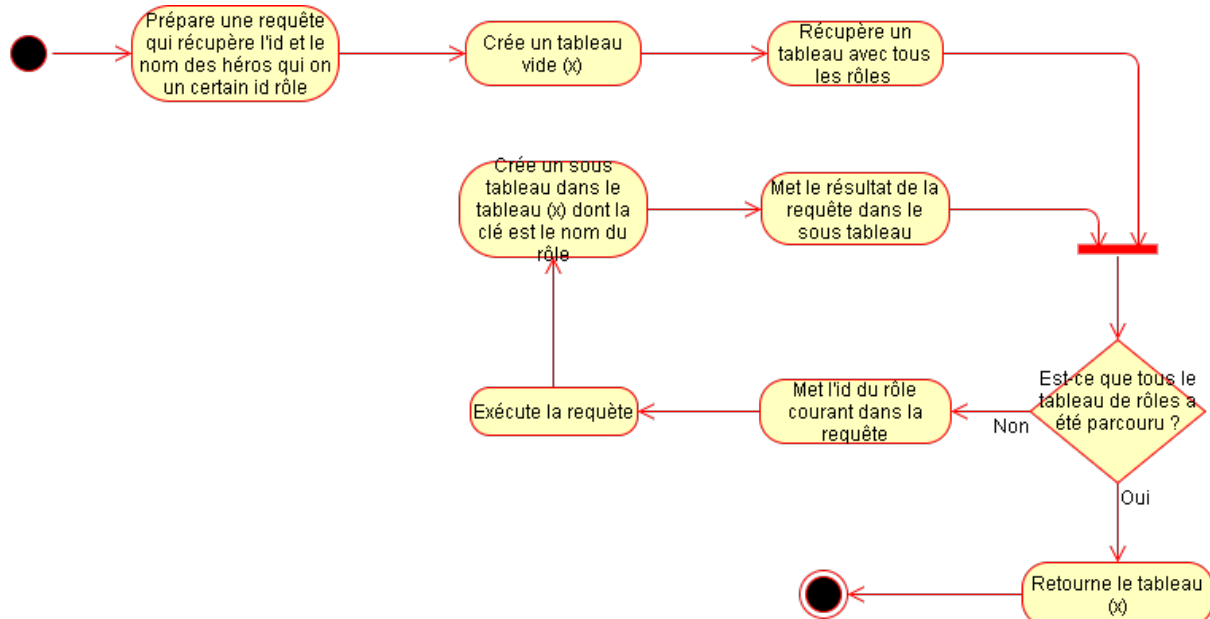 Prépare une requête
qui récupère l'id et le
nom des héros qui on
un certain id rôle
Crée un tableau
vide (x)
Récupère un
tableau avec tous
les rôles
Crée un sous
tableau dans le
tableau (x) dont la
clé est le nom du
rôle
Met le résultat de la
requête dans le
sous tableau
Est-ce que tous le
tableau de rôles a
été parcouru ?
Non
Met l'id du rôle
courant dans la
requête
Exécute la requète
Oui
Retourne le tableau
(x)